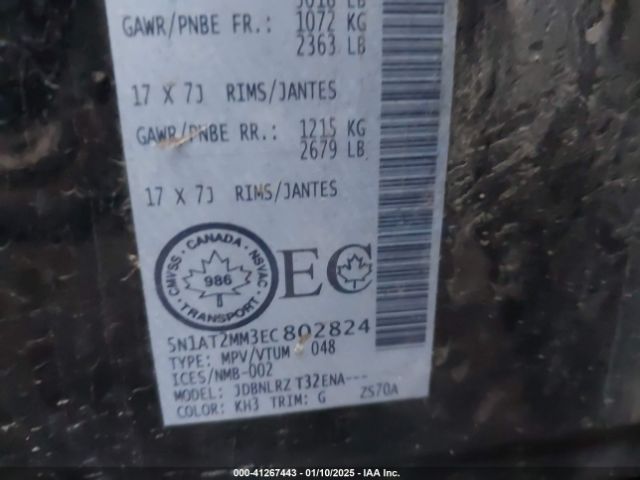 GAWR/PNBE FR.: 1072 KG
2363 LB
17 X 7J RIMS/JANTES
GAWR/PNBE RR.: 1215 KG
2679 LB
17 X 7J RIMS/JANTES
CANADA · NSVAC · TRANSPORT · CMVSS
986
EC
5N1AT2MM3EC802824
TYPE: MPV/VTUM 048
ICES/NMB-002
MODEL: JDBNLRZ T32ENA---
COLOR: KH3 TRIM: G ZS70A
000-41267443 - 01/10/2025 - IAA Inc.